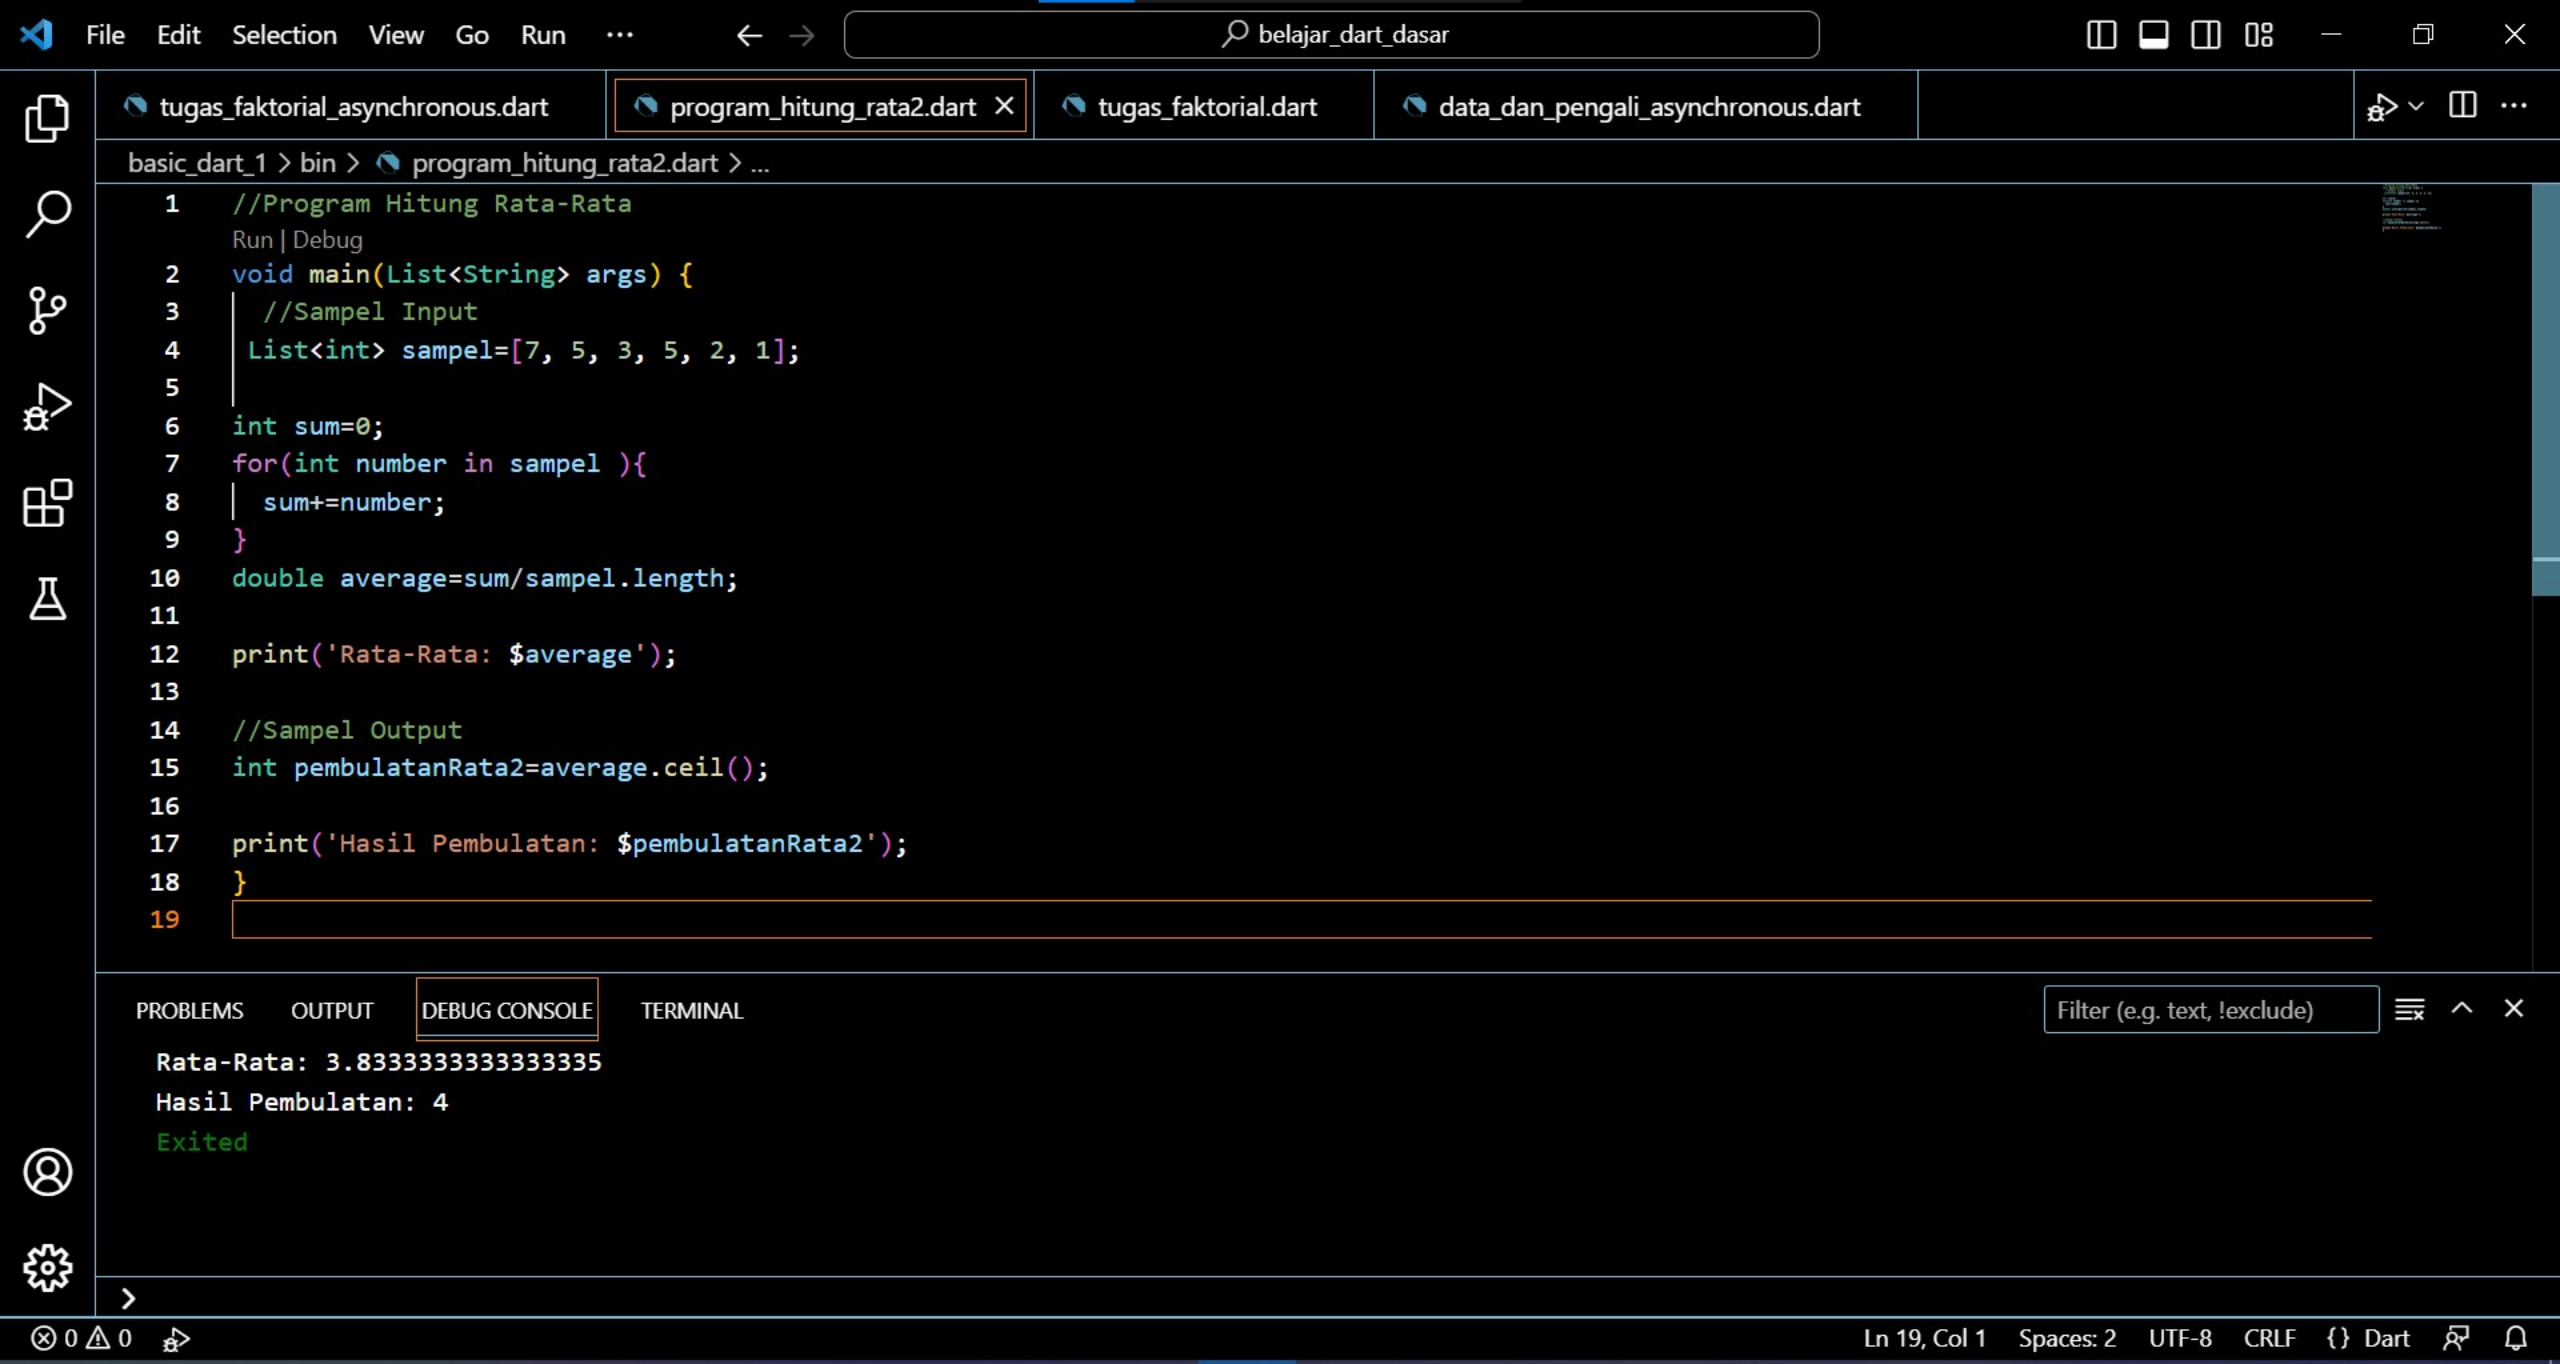 File Edit Selection View Go Run ··· belajar_dart_dasar
tugas_faktorial_asynchronous.dart program_hitung_rata2.dart tugas_faktorial.dart data_dan_pengali_asynchronous.dart
basic_dart_1 > bin > program_hitung_rata2.dart > ...
1 //Program Hitung Rata-Rata
Run | Debug
2 void main(List<String> args) {
3 //Sampel Input
4 List<int> sampel=[7, 5, 3, 5, 2, 1];
5
6 int sum=0;
7 for(int number in sampel ){
8 sum+=number;
9 }
10 double average=sum/sampel.length;
11
12 print('Rata-Rata: $average');
13
14 //Sampel Output
15 int pembulatanRata2=average.ceil();
16
17 print('Hasil Pembulatan: $pembulatanRata2');
18 }
19
PROBLEMS OUTPUT DEBUG CONSOLE TERMINAL Filter (e.g. text, !exclude)
Rata-Rata: 3.8333333333333335
Hasil Pembulatan: 4
Exited
>
0 0 Ln 19, Col 1 Spaces: 2 UTF-8 CRLF {} Dart